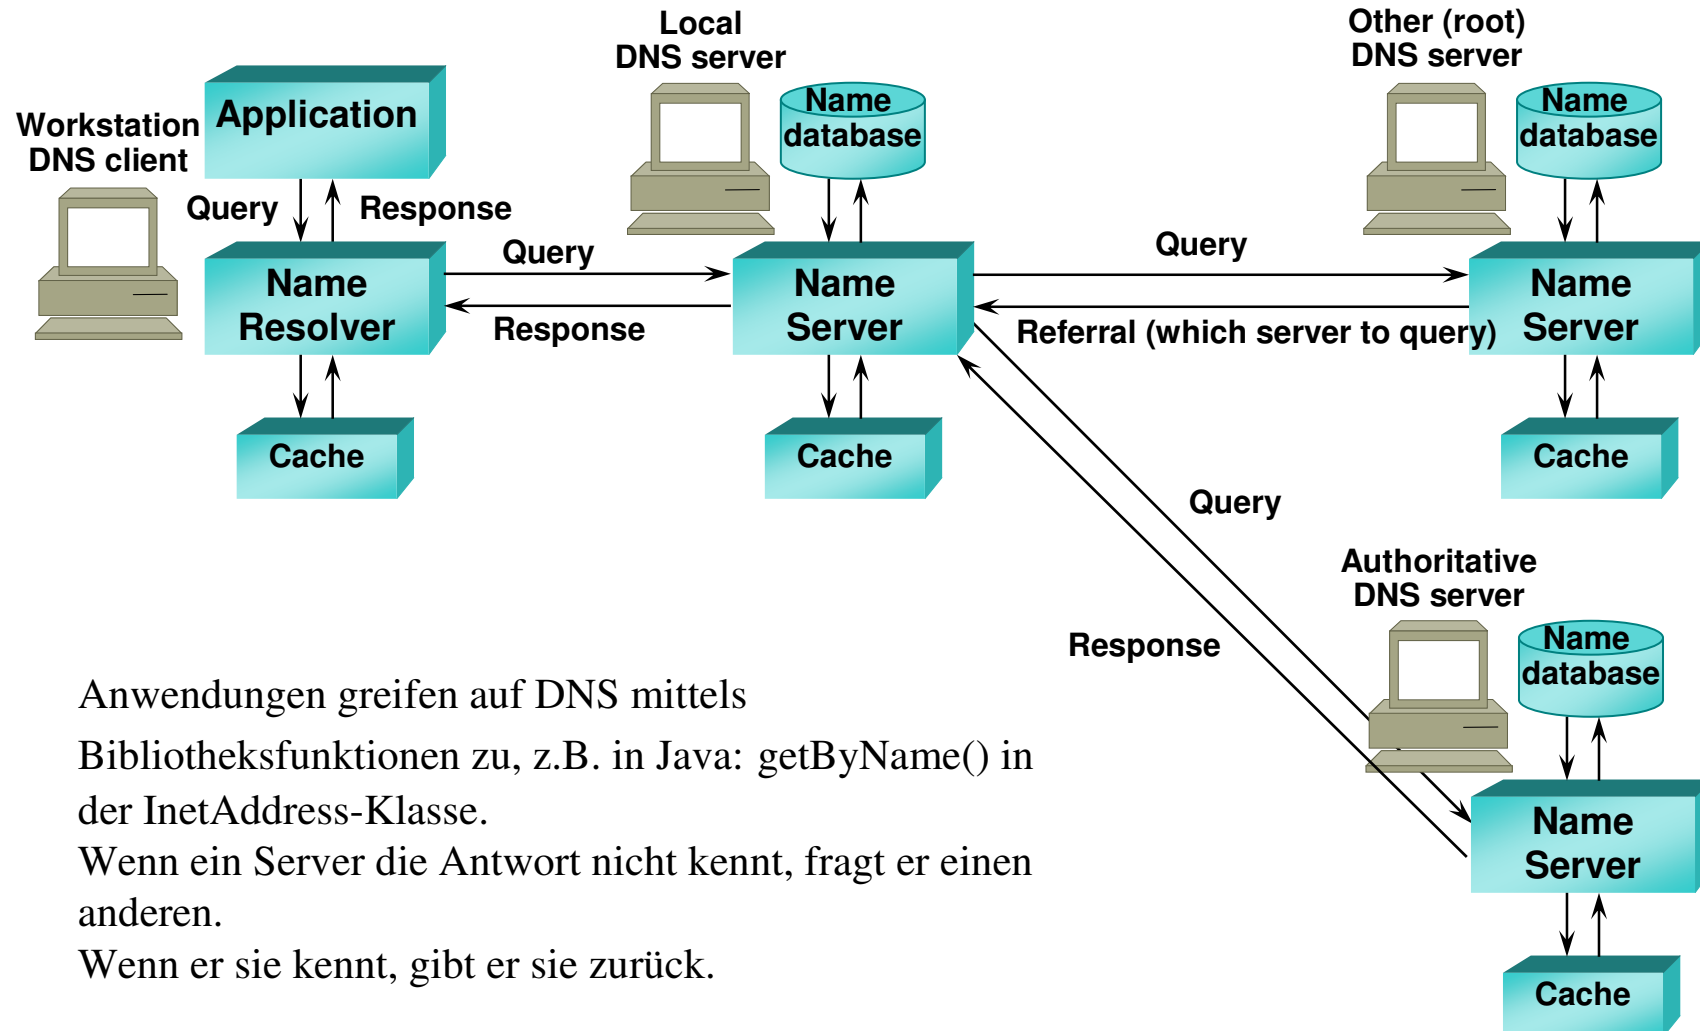 Local
DNS server
Other (root)
DNS server
Workstation
DNS client
Application
Name
database
Name
database
Query
Response
Name
Resolver
Query
Response
Name
Server
Query
Referral (which server to query)
Name
Server
Cache
Cache
Cache
Query
Response
Authoritative
DNS server
Name
database
Name
Server
Cache
Anwendungen greifen auf DNS mittels
Bibliotheksfunktionen zu, z.B. in Java: getByName() in
der InetAddress-Klasse.
Wenn ein Server die Antwort nicht kennt, fragt er einen
anderen.
Wenn er sie kennt, gibt er sie zurück.